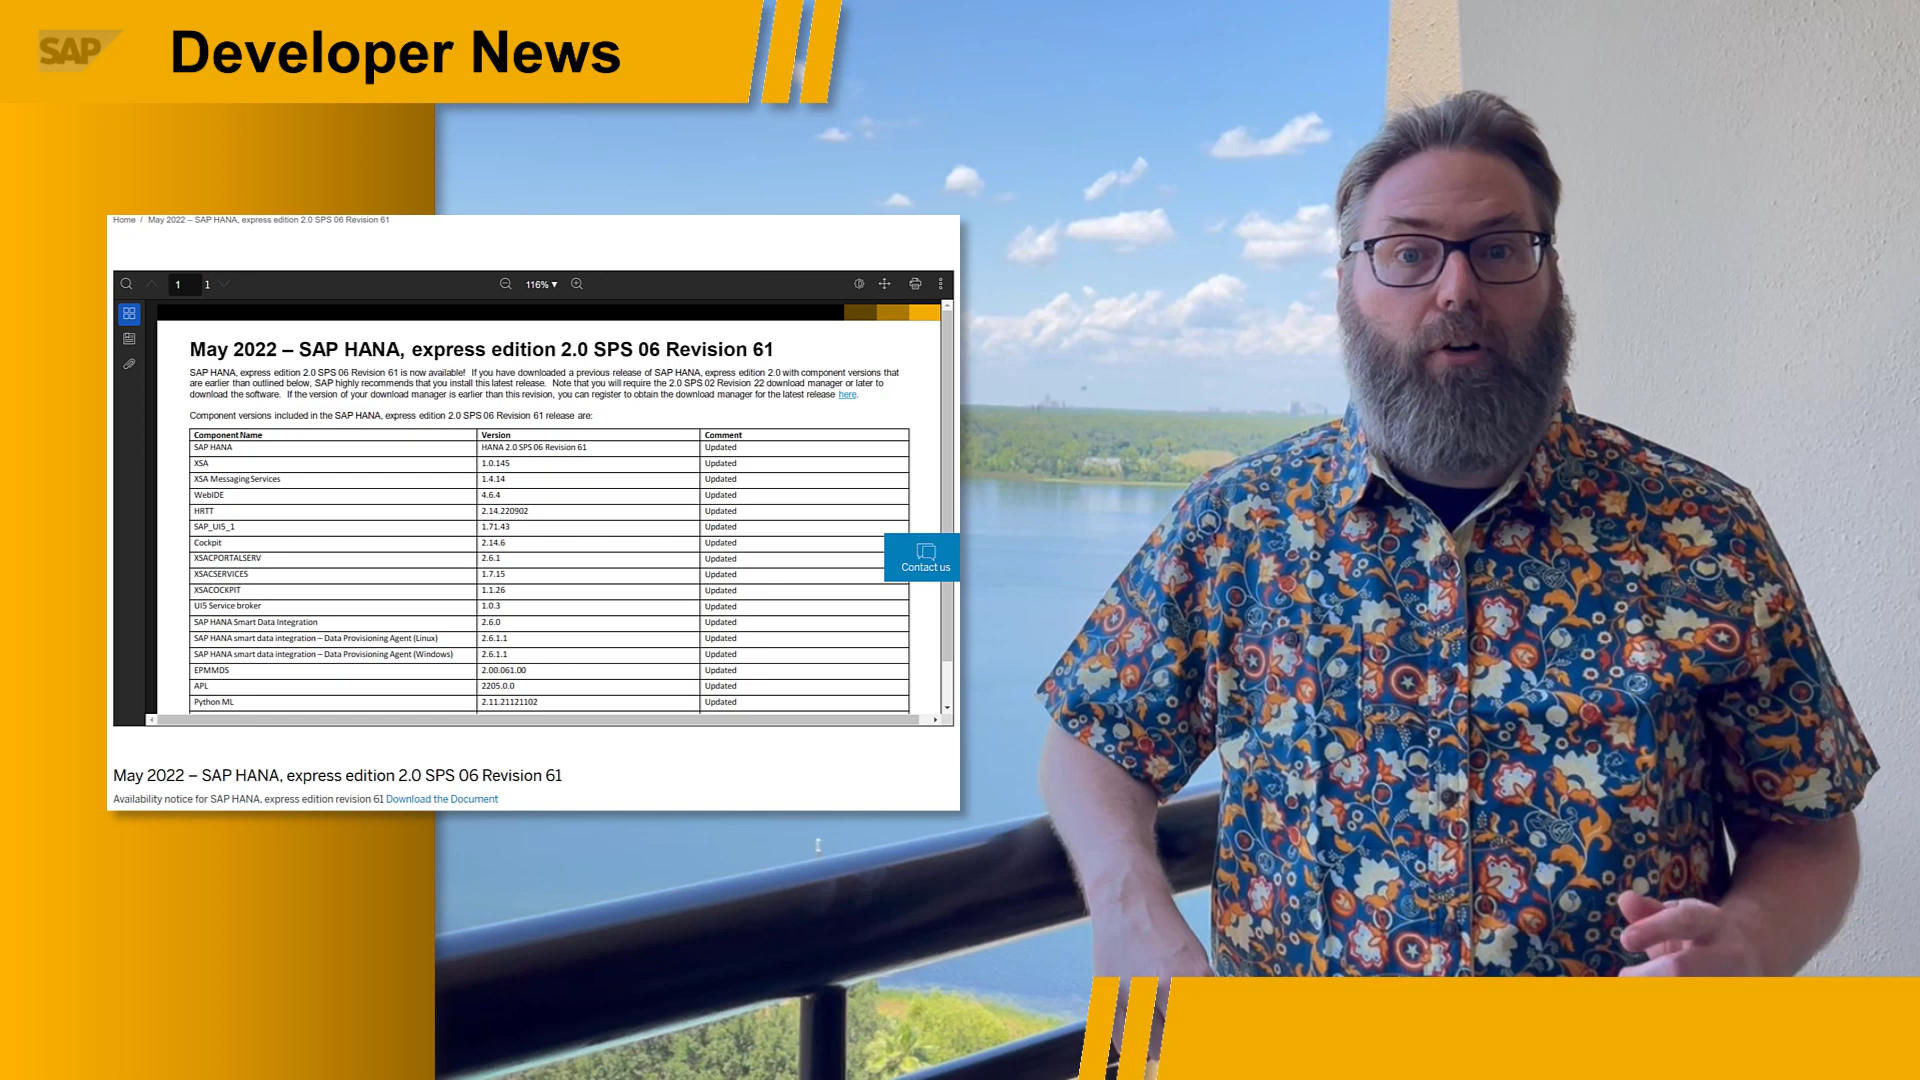 SAP
Developer News
Home / May 2022 – SAP HANA, express edition 2.0 SPS 06 Revision 61
1 1 116%
May 2022 – SAP HANA, express edition 2.0 SPS 06 Revision 61
SAP HANA, express edition 2.0 SPS 06 Revision 61 is now available! If you have downloaded a previous release of SAP HANA, express edition 2.0 with component versions that
are earlier than outlined below, SAP highly recommends that you install this latest release. Note that you will require the 2.0 SPS 02 Revision 22 download manager or later to
download the software. If the version of your download manager is earlier than this revision, you can register to obtain the download manager for the latest release here.
Component versions included in the SAP HANA, express edition 2.0 SPS 06 Revision 61 release are:
Component Name Version Comment
SAP HANA HANA 2.0 SPS 06 Revision 61 Updated
XSA 1.0.145 Updated
XSA Messaging Services 1.4.14 Updated
WebIDE 4.6.4 Updated
HRTT 2.14.220902 Updated
SAP_UI5_1 1.71.43 Updated
Cockpit 2.14.6 Updated
XSACPORTALSERV 2.6.1 Updated
XSACSERVICES 1.7.15 Updated
XSACOCKPIT 1.1.26 Updated
UI5 Service broker 1.0.3 Updated
SAP HANA Smart Data Integration 2.6.0 Updated
SAP HANA smart data integration – Data Provisioning Agent (Linux) 2.6.1.1 Updated
SAP HANA smart data integration – Data Provisioning Agent (Windows) 2.6.1.1 Updated
EPMMDS 2.00.061.00 Updated
APL 2205.0.0 Updated
Python ML 2.11.21121102 Updated
Contact us
May 2022 – SAP HANA, express edition 2.0 SPS 06 Revision 61
Availability notice for SAP HANA, express edition revision 61 Download the Document